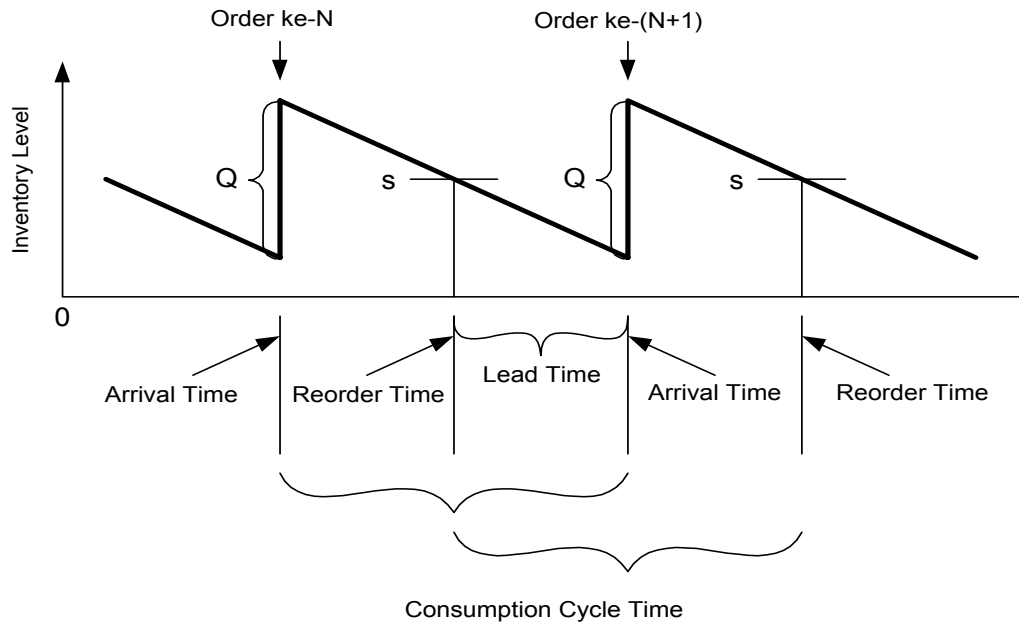 Order ke-N
Order ke-(N+1)
Inventory Level
Q
s
Q
s
0
Arrival Time
Reorder Time
Lead Time
Arrival Time
Reorder Time
Consumption Cycle Time